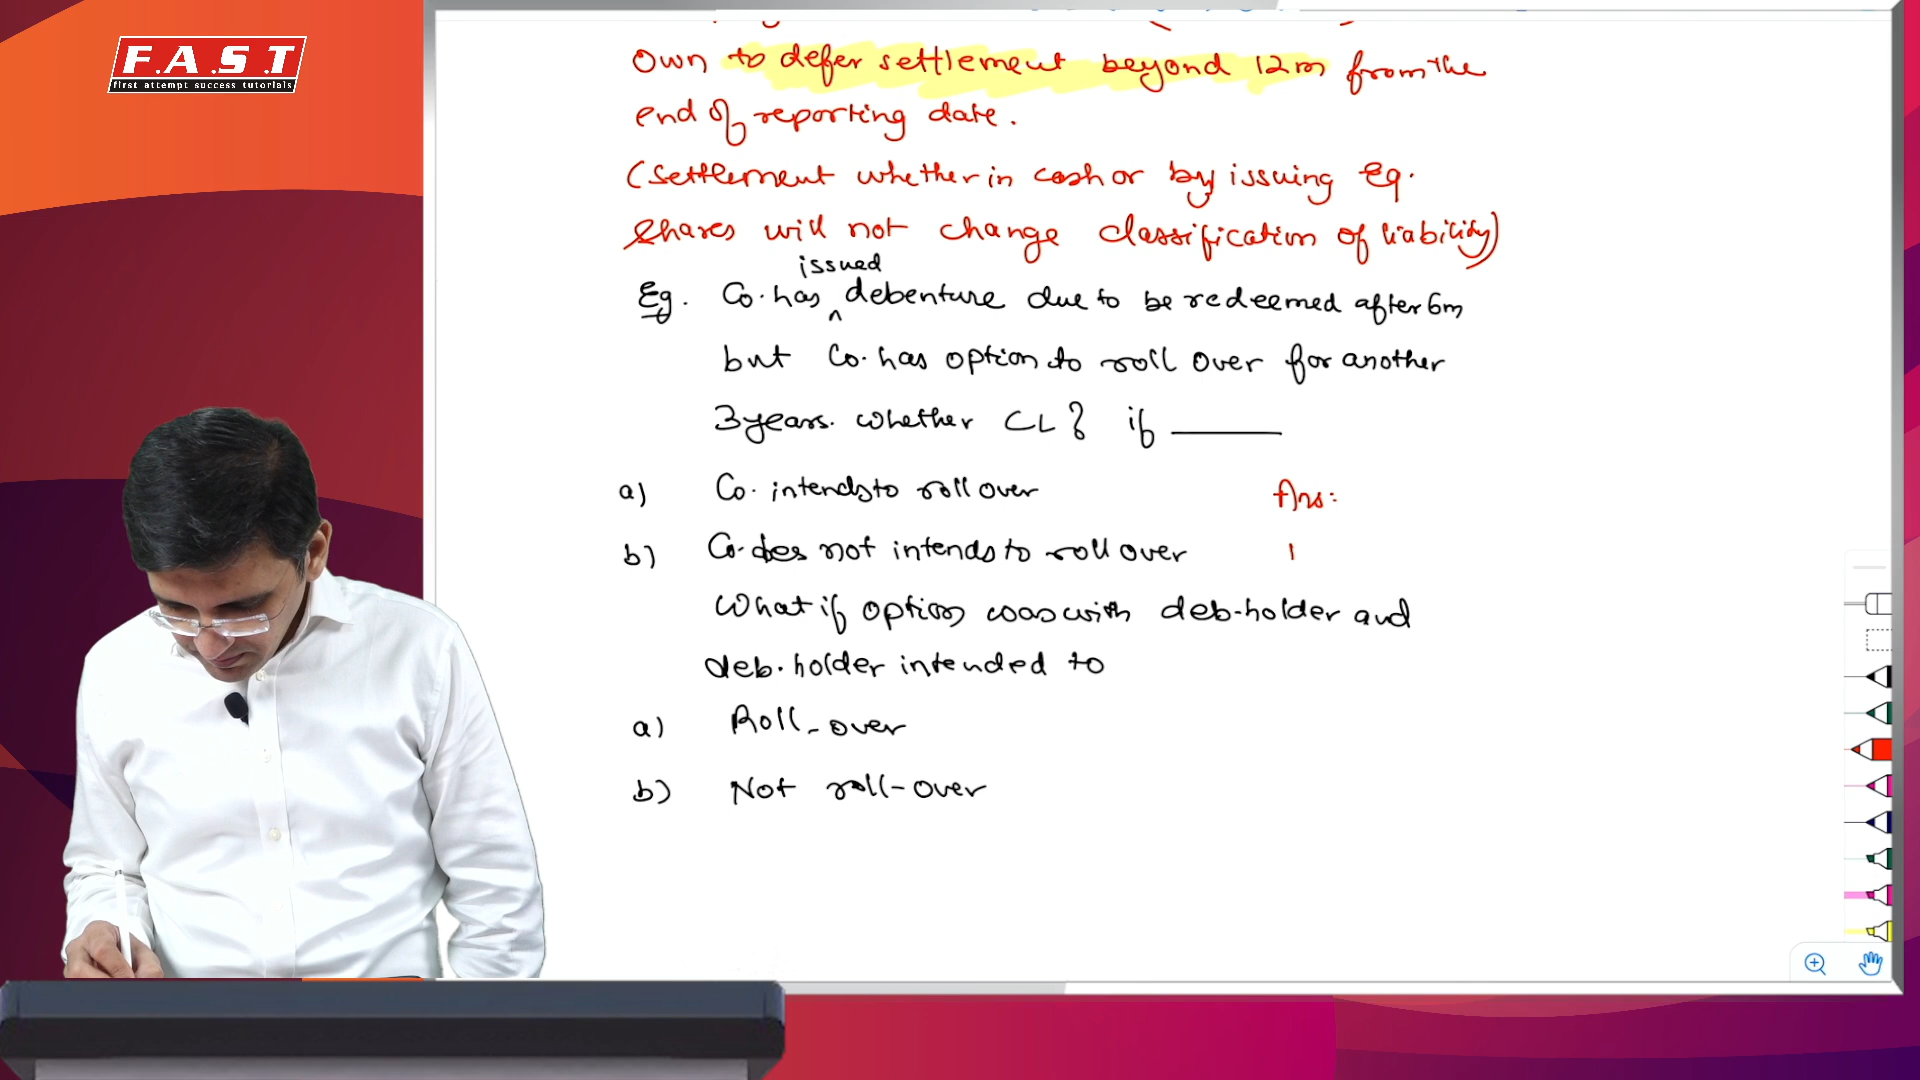 F.A.S.T
first attempt success tutorials
Own to defer settlement beyond 12m from the
end of reporting date.
(settlement whether in cash or by issuing Eq.
shares will not change classification of liability)
issued
Eg. Co. has ^ debenture due to be redeemed after 6m
but Co. has option to roll over for another
3 years. Whether CL? if ______
a) Co. intends to roll over
Ans:
b) Co. does not intends to roll over
What if option was with deb-holder and
deb. holder intended to
a) Roll-over
b) Not roll-over